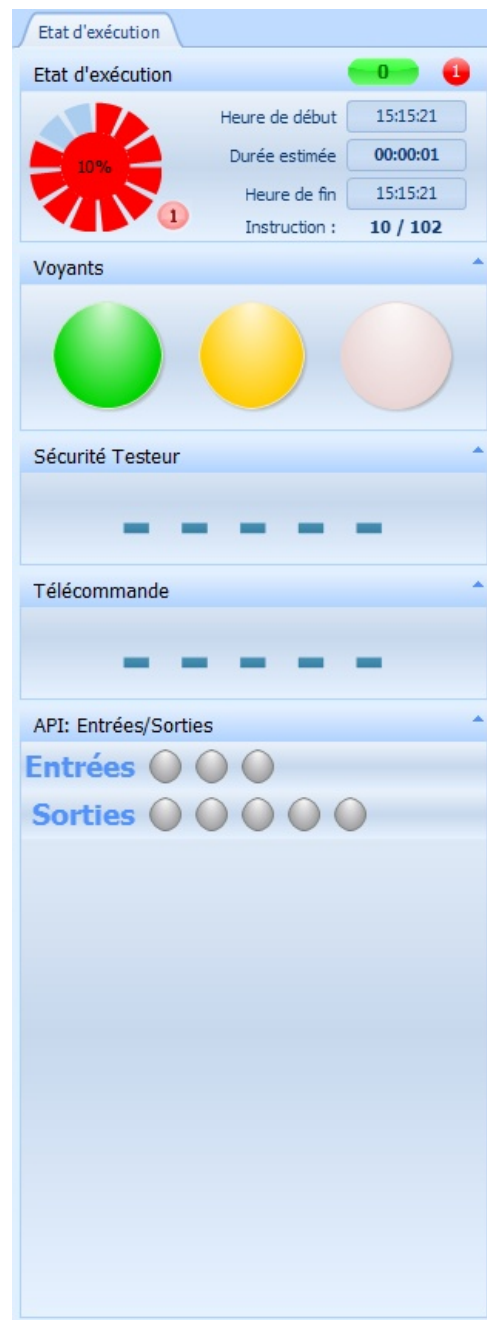 Etat d'exécution
Etat d'exécution 0 1
Heure de début 15:15:21
10% Durée estimée 00:00:01
Heure de fin 15:15:21
1 Instruction : 10 / 102
Voyants
Sécurité Testeur
- - - - -
Télécommande
- - - - -
API: Entrées/Sorties
Entrées
Sorties